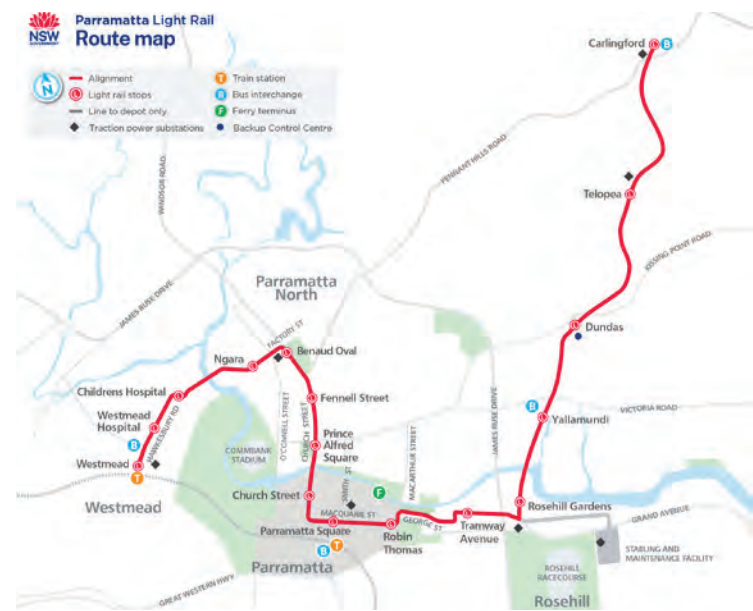 NSW
GOVERNMENT
Parramatta Light Rail
Route map
N
Alignment
L Light rail stops
Line to depot only
Traction power substations
T Train station
B Bus interchange
F Ferry terminus
Backup Control Centre
Carlingford
L
B
PENNANT HILLS ROAD
WINDSOR ROAD
Telopea
L
KISSING POINT ROAD
JAMES RUSE DRIVE
Parramatta
North
FACTORY ST
L
Dundas
Benaud Oval
L
Ngara
L
Childrens Hospital
L
Fennell Street
L
O'CONNELL STREET
CHURCH STREET
JAMES RUSE DRIVE
B
L
Yallamundi
VICTORIA ROAD
Westmead
Hospital
L
HAWKESBURY RD
B
Prince
Alfred
Square
L
COMMBANK
STADIUM
MACARTHUR STREET
Westmead
L
T
Westmead
SMITH ST
F
Church Street
L
L
Rosehill Gardens
MACQUARIE ST
GEORGE ST
L
GRAND AVENUE
Parramatta Square
L
L
Robin
Thomas
Tramway
Avenue
B
T
Parramatta
STABLING AND
MAINTENANCE FACILITY
ROSEHILL
RACECOURSE
GREAT WESTERN HWY
Rosehill